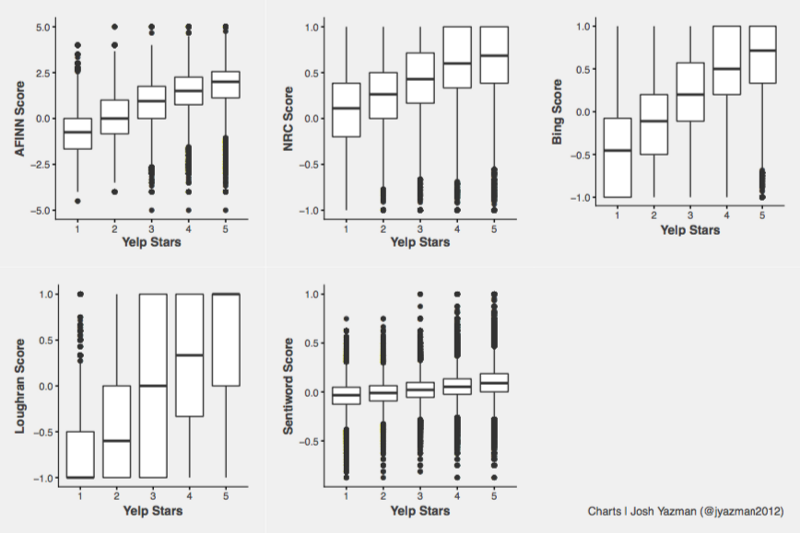 AFINN Score
5.0
2.5
0.0
−2.5
−5.0
1 2 3 4 5
Yelp Stars
NRC Score
1.0
0.5
0.0
−0.5
−1.0
1 2 3 4 5
Yelp Stars
Bing Score
1.0
0.5
0.0
−0.5
−1.0
1 2 3 4 5
Yelp Stars
Loughran Score
1.0
0.5
0.0
−0.5
−1.0
1 2 3 4 5
Yelp Stars
Sentiword Score
1.0
0.5
0.0
−0.5
1 2 3 4 5
Yelp Stars
Charts | Josh Yazman (@jyazman2012)